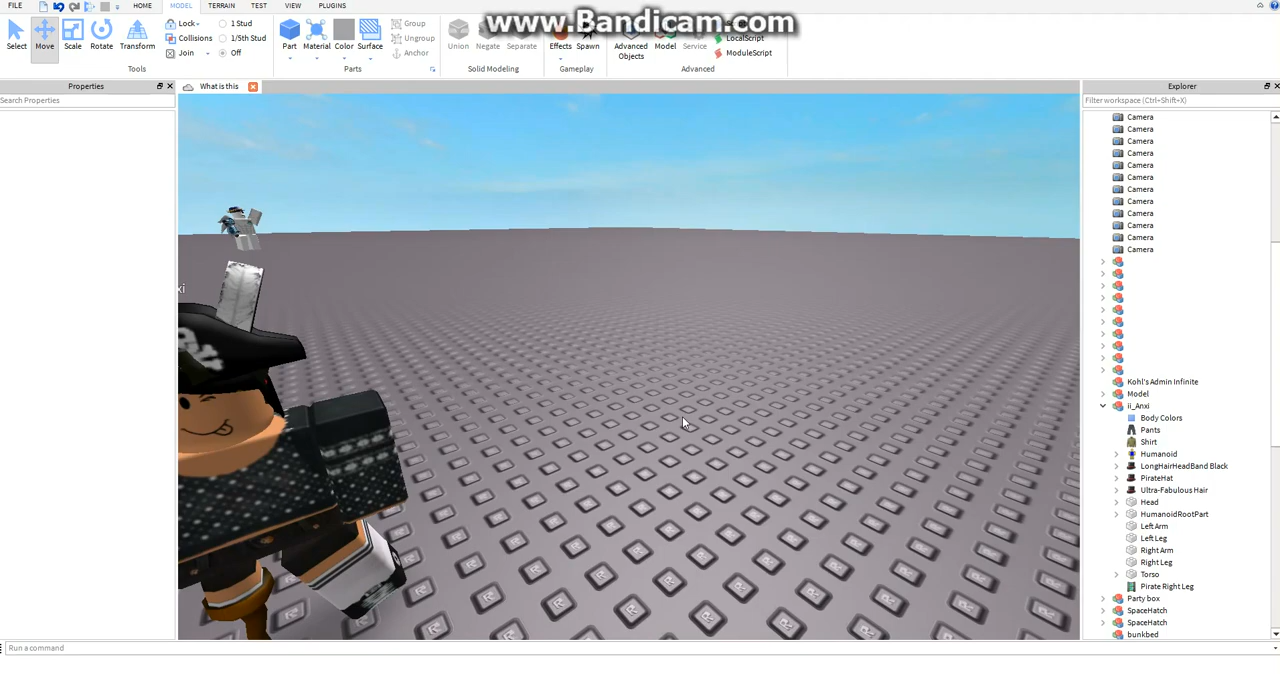 www.Bandicam.com
FILE HOME MODEL TERRAIN TEST VIEW PLUGINS
Select Move Scale Rotate Transform
Lock
Collisions
Join
1 Stud
1/5th Stud
Off
Tools
Part Material Color Surface
Group
Ungroup
Anchor
Parts
Union Negate Separate
Solid Modeling
Effects Spawn
Gameplay
Advanced Objects
Model Service
LocalScript
ModuleScript
Advanced
Properties
Search Properties
What is this
Explorer
Filter workspace (Ctrl+Shift+X)
Camera
Camera
Camera
Camera
Camera
Camera
Camera
Camera
Camera
Camera
Camera
Camera
Kohl's Admin Infinite
Model
ii_Anxi
Body Colors
Pants
Shirt
Humanoid
LongHairHeadBand Black
PirateHat
Ultra-Fabulous Hair
Head
HumanoidRootPart
Left Arm
Left Leg
Right Arm
Right Leg
Torso
Pirate Right Leg
Party box
SpaceHatch
SpaceHatch
bunkbed
xi
Run a command